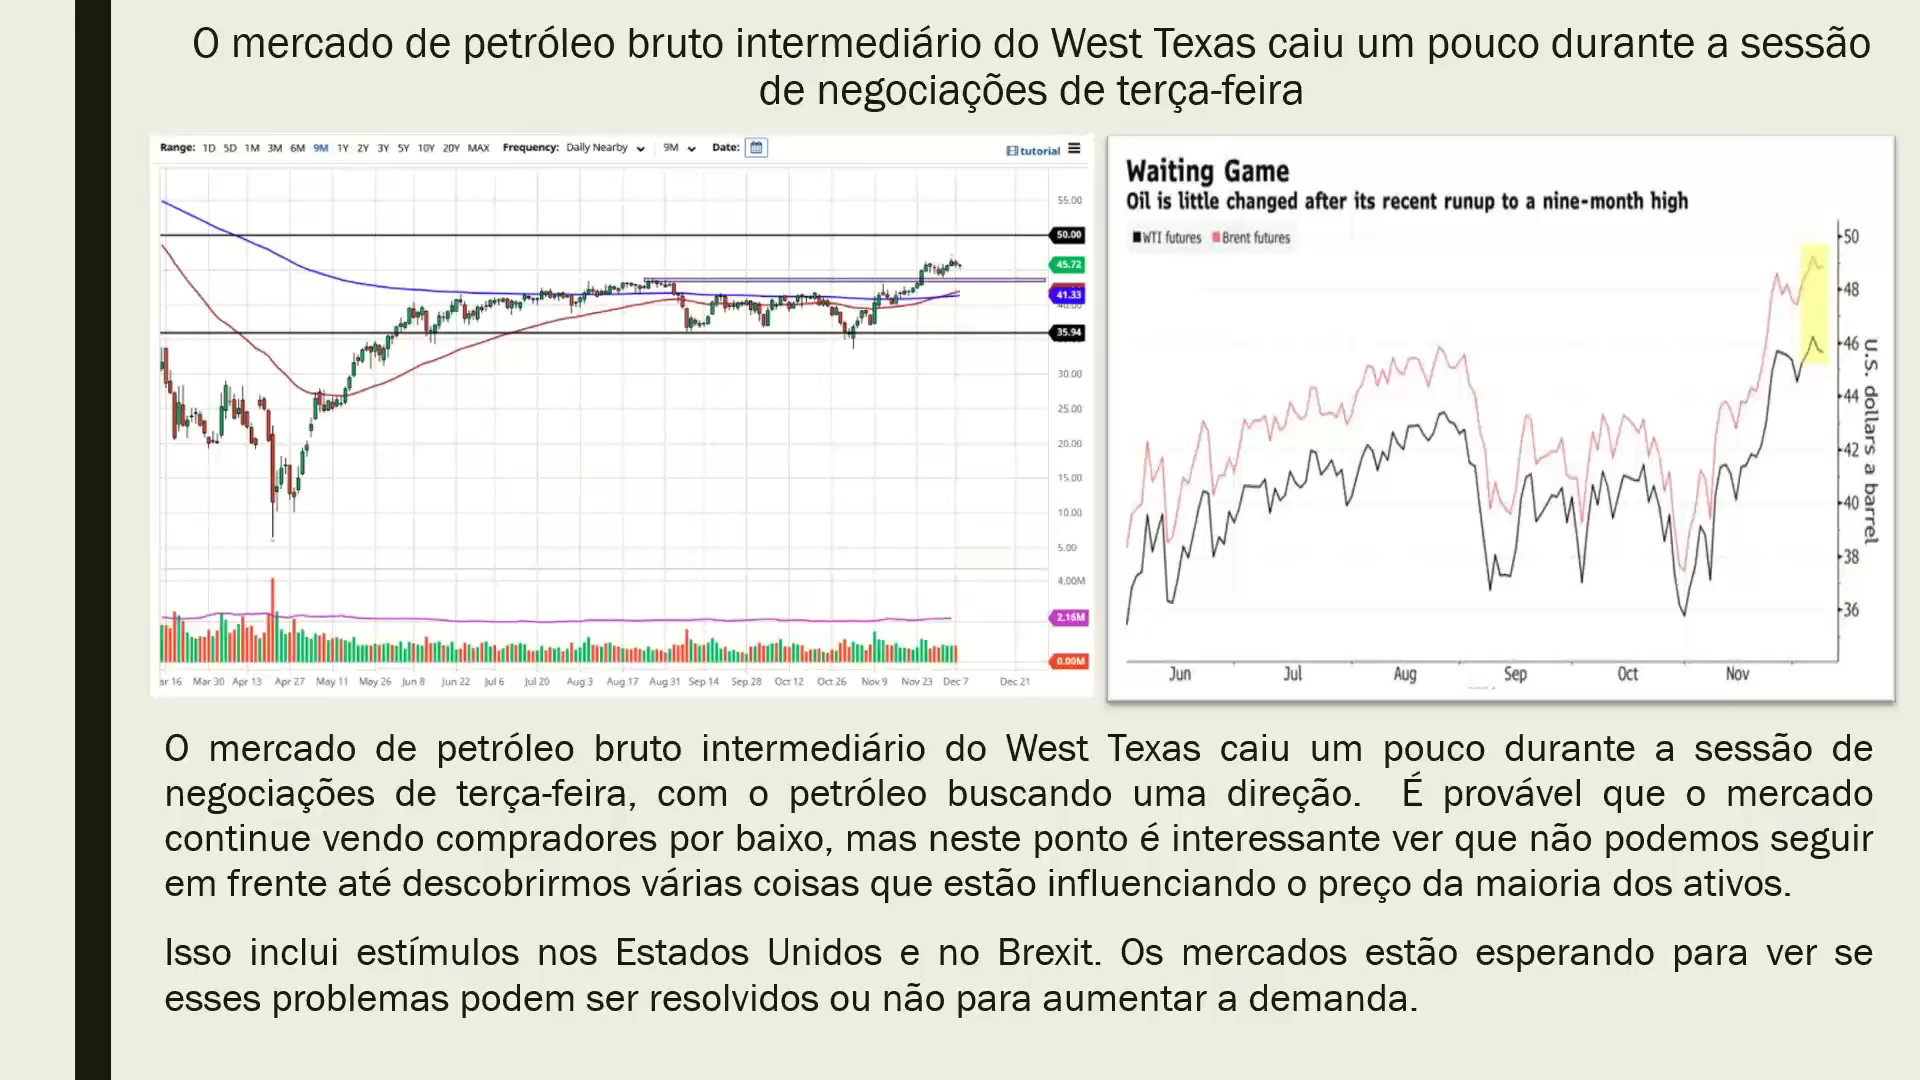 O mercado de petróleo bruto intermediário do West Texas caiu um pouco durante a sessão
de negociações de terça-feira
Range: 1D 5D 1M 3M 6M 9M 1Y 2Y 3Y 5Y 10Y 20Y MAX Frequency: Daily Nearby 9M Date: tutorial
55.00
50.00
45.72
41.33
40.00
35.94
30.00
25.00
20.00
15.00
10.00
5.00
4.00M
2.16M
0.00M
ar 16 Mar 30 Apr 13 Apr 27 May 11 May 26 Jun 8 Jun 22 Jul 6 Jul 20 Aug 3 Aug 17 Aug 31 Sep 14 Sep 28 Oct 12 Oct 26 Nov 9 Nov 23 Dec 7 Dec 21
Waiting Game
Oil is little changed after its recent runup to a nine-month high
WTI futures Brent futures
50
48
46
44
42
40
38
36
U.S. dollars a barrel
Jun Jul Aug Sep Oct Nov
O mercado de petróleo bruto intermediário do West Texas caiu um pouco durante a sessão de
negociações de terça-feira, com o petróleo buscando uma direção. É provável que o mercado
continue vendo compradores por baixo, mas neste ponto é interessante ver que não podemos seguir
em frente até descobrirmos várias coisas que estão influenciando o preço da maioria dos ativos.
Isso inclui estímulos nos Estados Unidos e no Brexit. Os mercados estão esperando para ver se
esses problemas podem ser resolvidos ou não para aumentar a demanda.